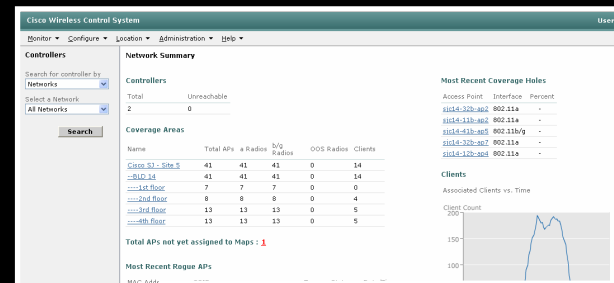 Cisco Wireless Control System
User
Monitor Configure Location Administration Help
Controllers
Search for controller by
Networks
Select a Network
All Networks
Search
Network Summary
Controllers
Total Unreachable
2 0
Coverage Areas
Name Total APs a Radios b/g Radios OOS Radios Clients
Cisco SJ - Site 5 41 41 41 0 14
--BLD 14 41 41 41 0 14
----1st floor 7 7 7 0 0
----2nd floor 8 8 8 0 4
----3rd floor 13 13 13 0 5
----4th floor 13 13 13 0 5
Total APs not yet assigned to Maps : 1
Most Recent Rogue APs
MAC Addr
Most Recent Coverage Holes
Access Point Interface Percent
sjc14-32b-ap2 802.11a -
sjc14-11b-ap2 802.11a -
sjc14-41b-ap5 802.11b/g -
sjc14-32b-ap7 802.11a -
sjc14-12b-ap4 802.11a -
Clients
Associated Clients vs. Time
Client Count
200
150
100